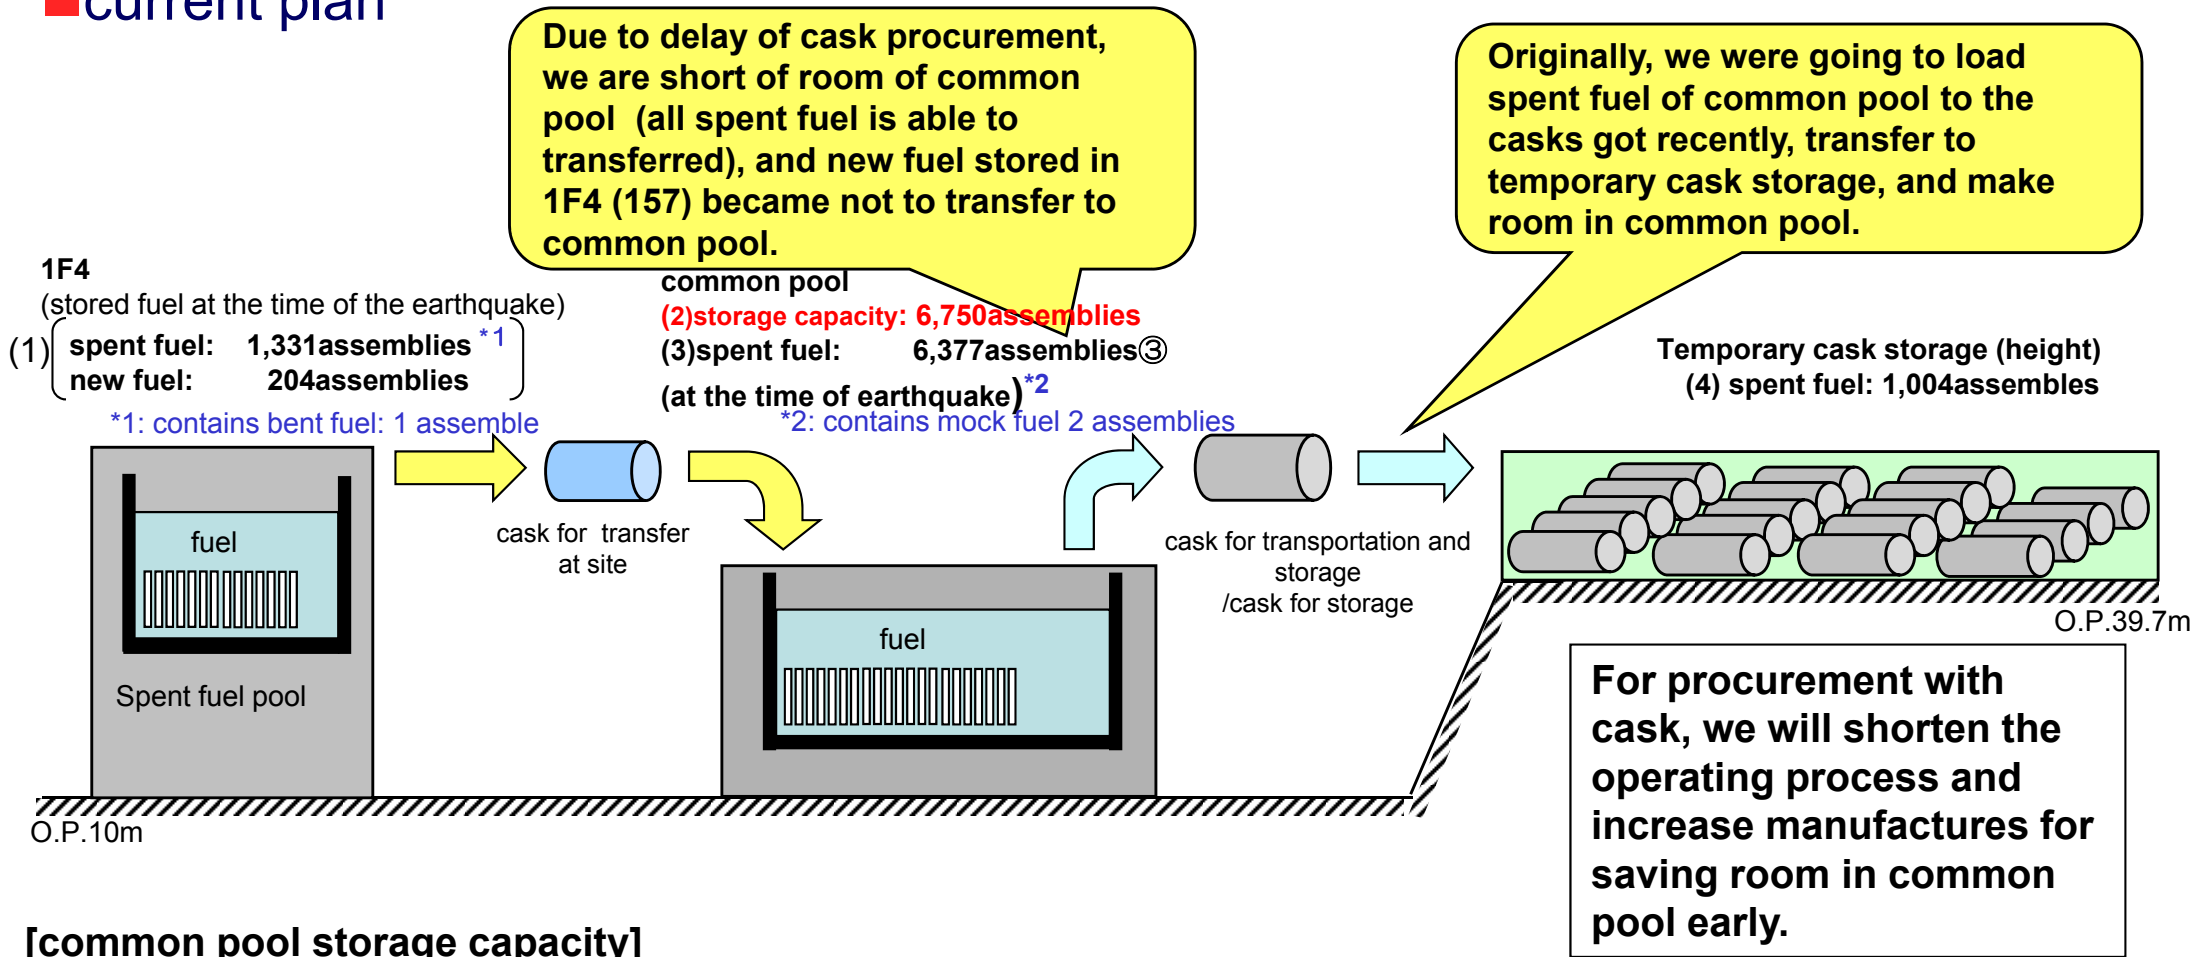 ■current plan
Due to delay of cask procurement,
we are short of room of common
pool (all spent fuel is able to
transferred), and new fuel stored in
1F4 (157) became not to transfer to
common pool.
Originally, we were going to load
spent fuel of common pool to the
casks got recently, transfer to
temporary cask storage, and make
room in common pool.
1F4
(stored fuel at the time of the earthquake)
(1) spent fuel: 1,331assemblies *1
new fuel: 204assemblies
*1: contains bent fuel: 1 assemble
common pool
(2)storage capacity: 6,750assemblies
(3)spent fuel: 6,377assemblies③
(at the time of earthquake)*2
*2: contains mock fuel 2 assemblies
Temporary cask storage (height)
(4) spent fuel: 1,004assembles
fuel
Spent fuel pool
cask for transfer
at site
fuel
cask for transportation and
storage
/cask for storage
O.P.39.7m
O.P.10m
For procurement with
cask, we will shorten the
operating process and
increase manufactures for
saving room in common
pool early.
[common pool storage capacity]